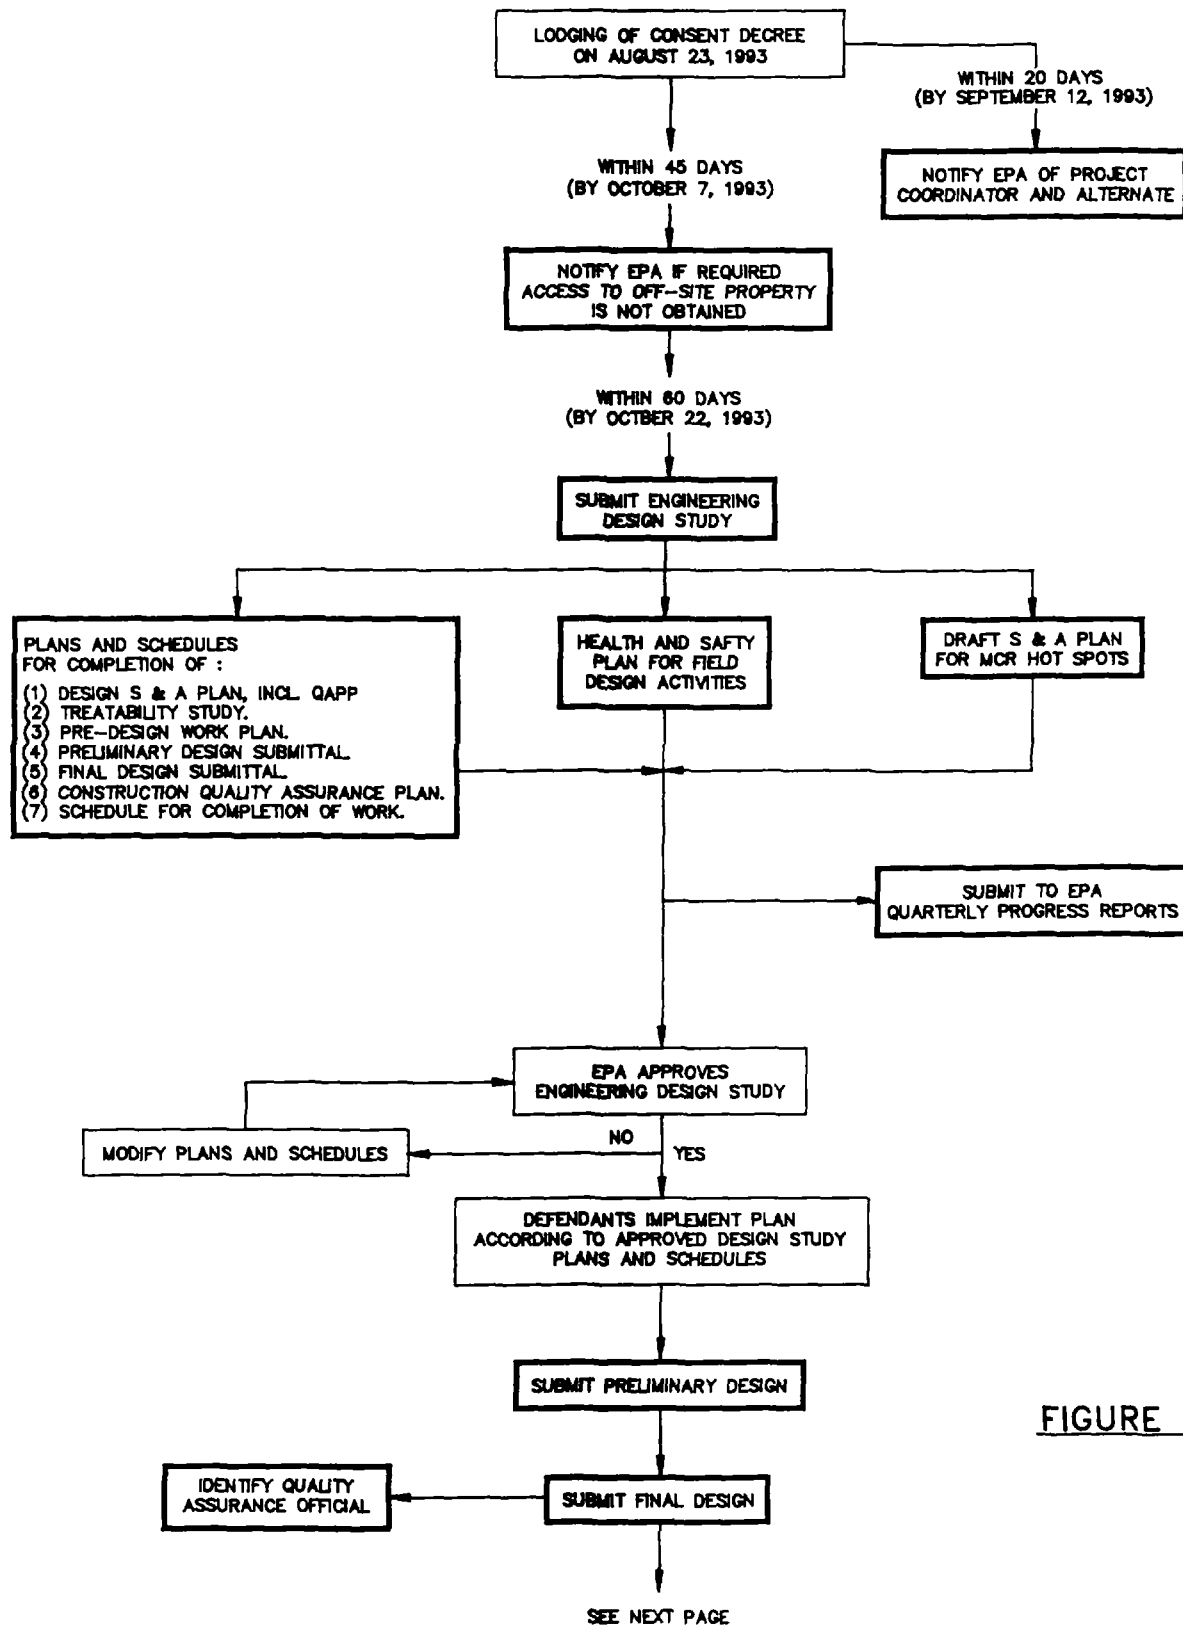 LODGING OF CONSENT DECREE
ON AUGUST 23, 1993
WITHIN 20 DAYS
(BY SEPTEMBER 12, 1993)
NOTIFY EPA OF PROJECT
COORDINATOR AND ALTERNATE
WITHIN 45 DAYS
(BY OCTOBER 7, 1993)
NOTIFY EPA IF REQUIRED
ACCESS TO OFF-SITE PROPERTY
IS NOT OBTAINED
WITHIN 60 DAYS
(BY OCTBER 22, 1993)
SUBMIT ENGINEERING
DESIGN STUDY
PLANS AND SCHEDULES
FOR COMPLETION OF :
(1) DESIGN S & A PLAN, INCL. QAPP
(2) TREATABILITY STUDY.
(3) PRE-DESIGN WORK PLAN.
(4) PRELIMINARY DESIGN SUBMITTAL.
(5) FINAL DESIGN SUBMITTAL.
(6) CONSTRUCTION QUALITY ASSURANCE PLAN.
(7) SCHEDULE FOR COMPLETION OF WORK.
HEALTH AND SAFTY
PLAN FOR FIELD
DESIGN ACTIVITIES
DRAFT S & A PLAN
FOR MCR HOT SPOTS
SUBMIT TO EPA
QUARTERLY PROGRESS REPORTS
EPA APPROVES
ENGINEERING DESIGN STUDY
NO
YES
MODIFY PLANS AND SCHEDULES
DEFENDANTS IMPLEMENT PLAN
ACCORDING TO APPROVED DESIGN STUDY
PLANS AND SCHEDULES
SUBMIT PRELIMINARY DESIGN
FIGURE
IDENTIFY QUALITY
ASSURANCE OFFICIAL
SUBMIT FINAL DESIGN
SEE NEXT PAGE